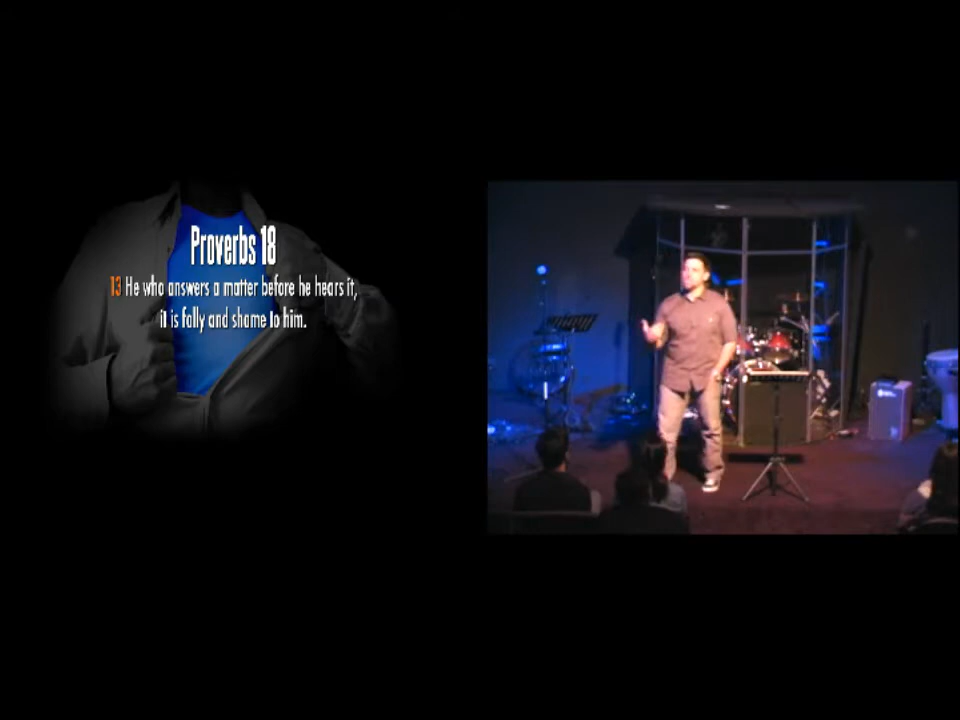 Proverbs 18
13 He who answers a matter before he hears it,
it is folly and shame to him.